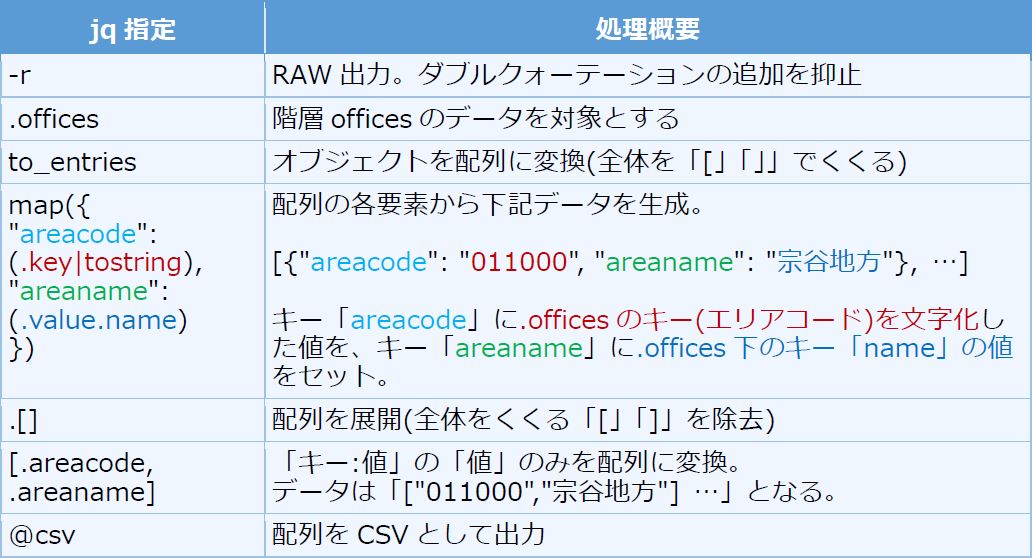 jq 指定
処理概要
-r
RAW 出力。ダブルクォーテーションの追加を抑止
.offices
階層 offices のデータを対象とする
to_entries
オブジェクトを配列に変換(全体を「[」「」」でくくる)
map({
"areacode":
(.key|tostring),
"areaname":
(.value.name)
})
配列の各要素から下記データを生成。
[{"areacode": "011000", "areaname": "宗谷地方"}, …]
キー「areacode」に.offices のキー(エリアコード)を文字化し
た値を、キー「areaname」に.offices 下のキー「name」の値
をセット。
.[]
配列を展開(全体をくくる「[」「]」を除去)
[.areacode,
.areaname]
「キー:値」の「値」のみを配列に変換。
データは「["011000","宗谷地方"] …」となる。
@csv
配列を CSV として出力